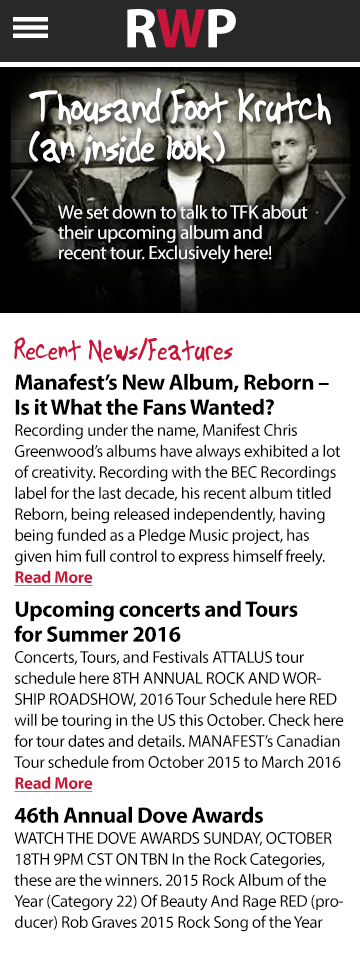 RWP
Thousand Foot Krutch
(an inside look)
We set down to talk to TFK about
their upcoming album and
recent tour. Exclusively here!
Recent News/Features
Manafest’s New Album, Reborn –
Is it What the Fans Wanted?
Recording under the name, Manifest Chris
Greenwood’s albums have always exhibited a lot
of creativity. Recording with the BEC Recordings
label for the last decade, his recent album titled
Reborn, being released independently, having
being funded as a Pledge Music project, has
given him full control to express himself freely.
Read More
Upcoming concerts and Tours
for Summer 2016
Concerts, Tours, and Festivals ATTALUS tour
schedule here 8TH ANNUAL ROCK AND WOR-
SHIP ROADSHOW, 2016 Tour Schedule here RED
will be touring in the US this October. Check here
for tour dates and details. MANAFEST’s Canadian
Tour schedule from October 2015 to March 2016
Read More
46th Annual Dove Awards
WATCH THE DOVE AWARDS SUNDAY, OCTOBER
18TH 9PM CST ON TBN In the Rock Categories,
these are the winners. 2015 Rock Album of the
Year (Category 22) Of Beauty And Rage RED (pro-
ducer) Rob Graves 2015 Rock Song of the Year